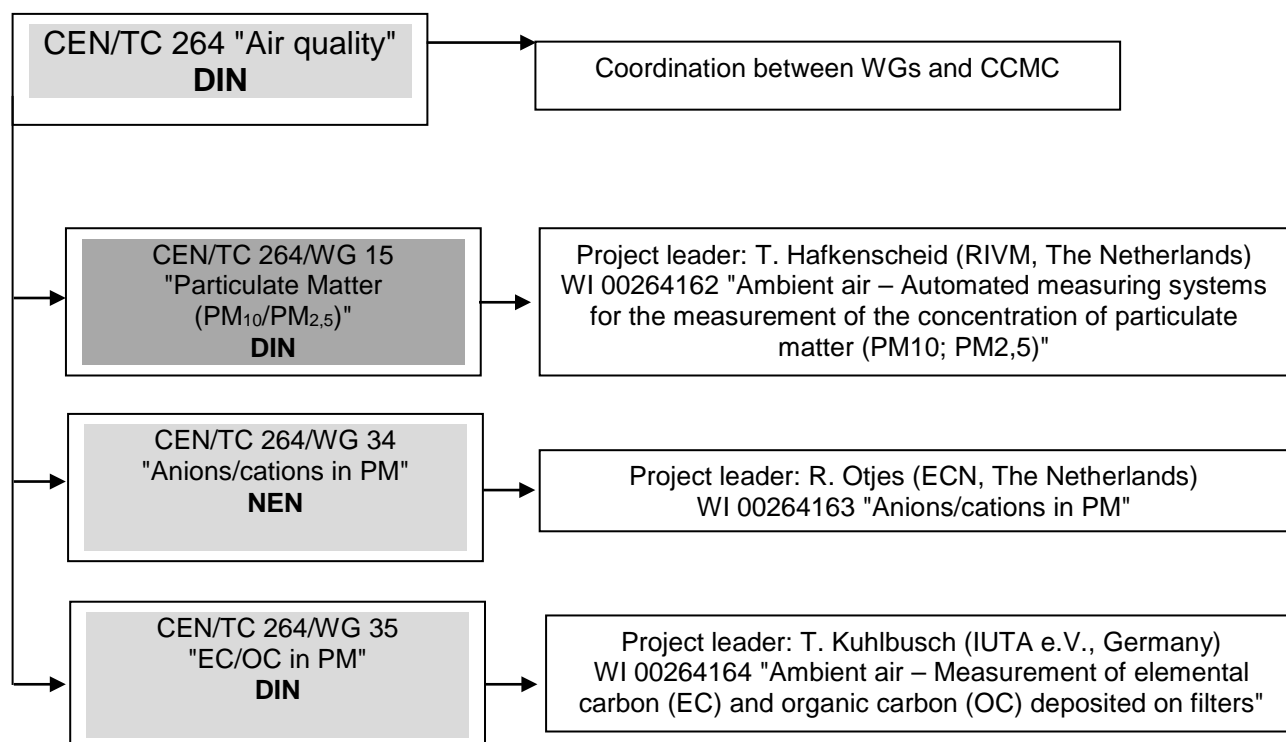 CEN/TC 264 "Air quality"
DIN
Coordination between WGs and CCMC
CEN/TC 264/WG 15
"Particulate Matter
(PM₁₀/PM₂,₅)"
DIN
Project leader: T. Hafkenscheid (RIVM, The Netherlands)
WI 00264162 "Ambient air – Automated measuring systems
for the measurement of the concentration of particulate
matter (PM10; PM2,5)"
CEN/TC 264/WG 34
"Anions/cations in PM"
NEN
Project leader: R. Otjes (ECN, The Netherlands)
WI 00264163 "Anions/cations in PM"
CEN/TC 264/WG 35
"EC/OC in PM"
DIN
Project leader: T. Kuhlbusch (IUTA e.V., Germany)
WI 00264164 "Ambient air – Measurement of elemental
carbon (EC) and organic carbon (OC) deposited on filters"